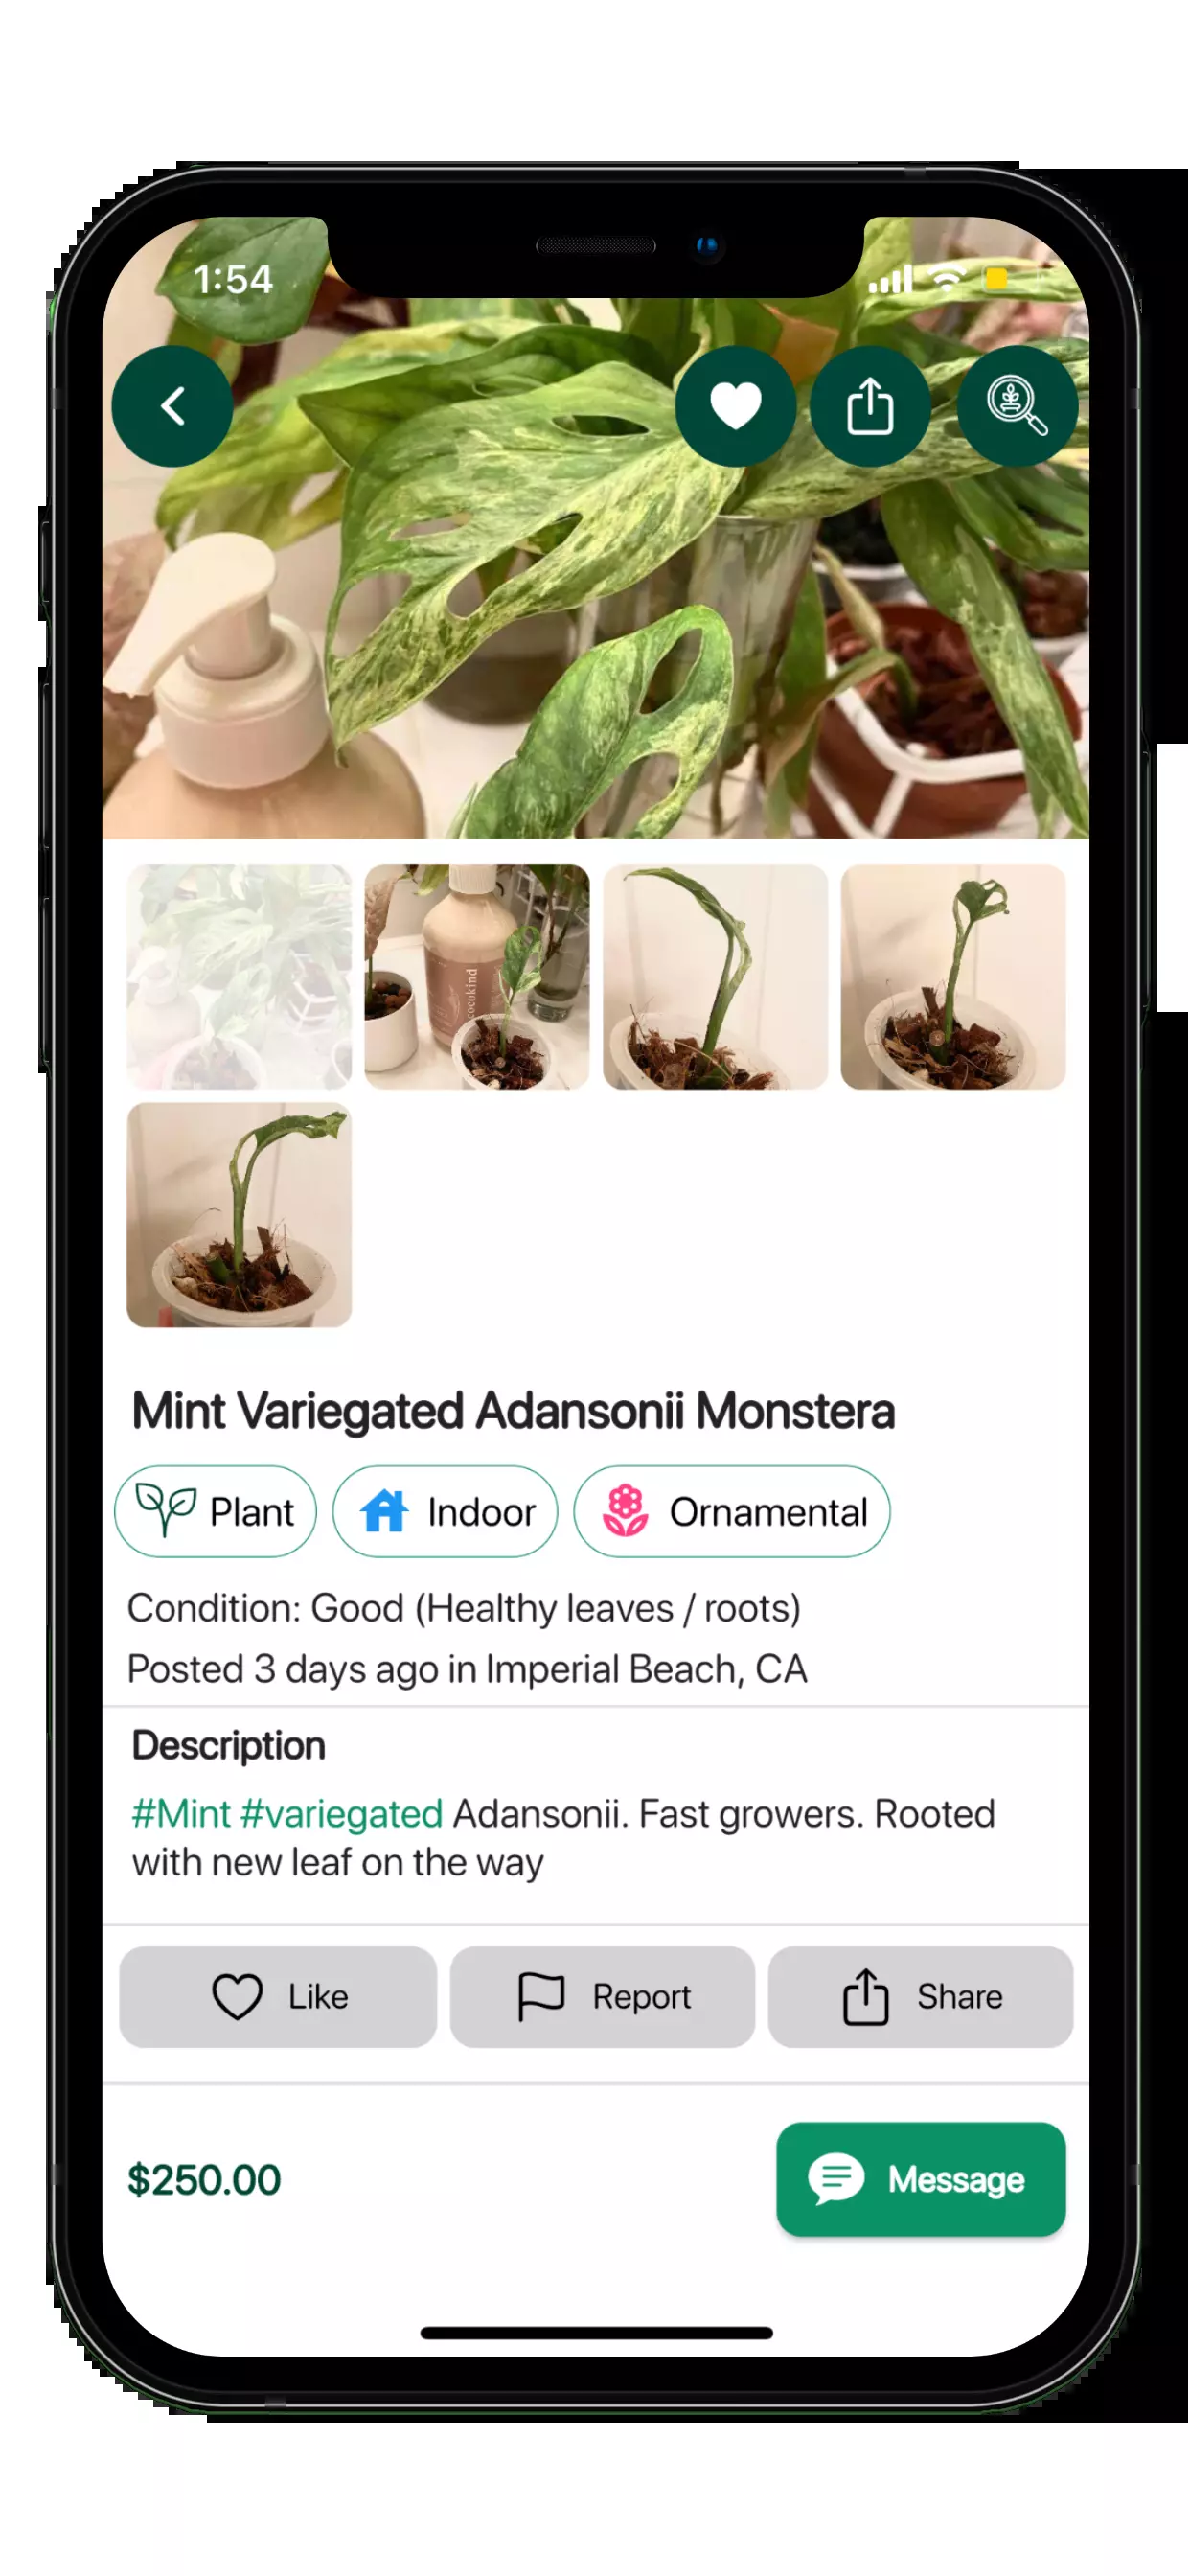 1:54
cocokind
Mint Variegated Adansonii Monstera
Plant
Indoor
Ornamental
Condition: Good (Healthy leaves / roots)
Posted 3 days ago in Imperial Beach, CA
Description
#Mint #variegated Adansonii. Fast growers. Rooted
with new leaf on the way
Like
Report
Share
$250.00
Message